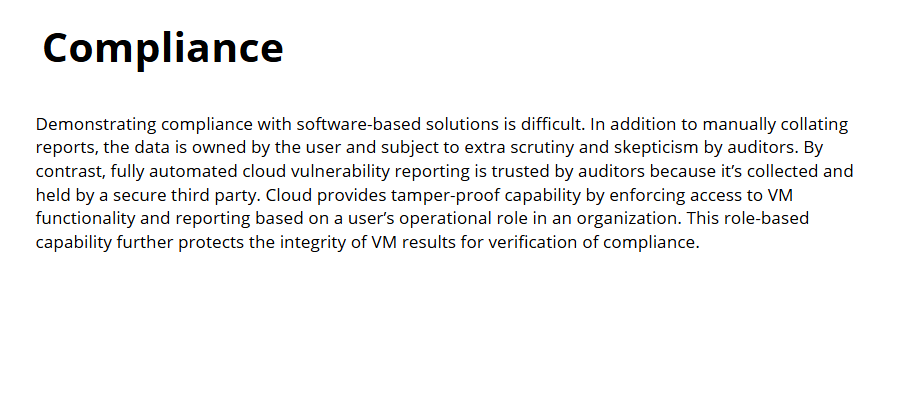 Compliance
Demonstrating compliance with software-based solutions is difficult. In addition to manually collating
reports, the data is owned by the user and subject to extra scrutiny and skepticism by auditors. By
contrast, fully automated cloud vulnerability reporting is trusted by auditors because it’s collected and
held by a secure third party. Cloud provides tamper-proof capability by enforcing access to VM
functionality and reporting based on a user’s operational role in an organization. This role-based
capability further protects the integrity of VM results for verification of compliance.